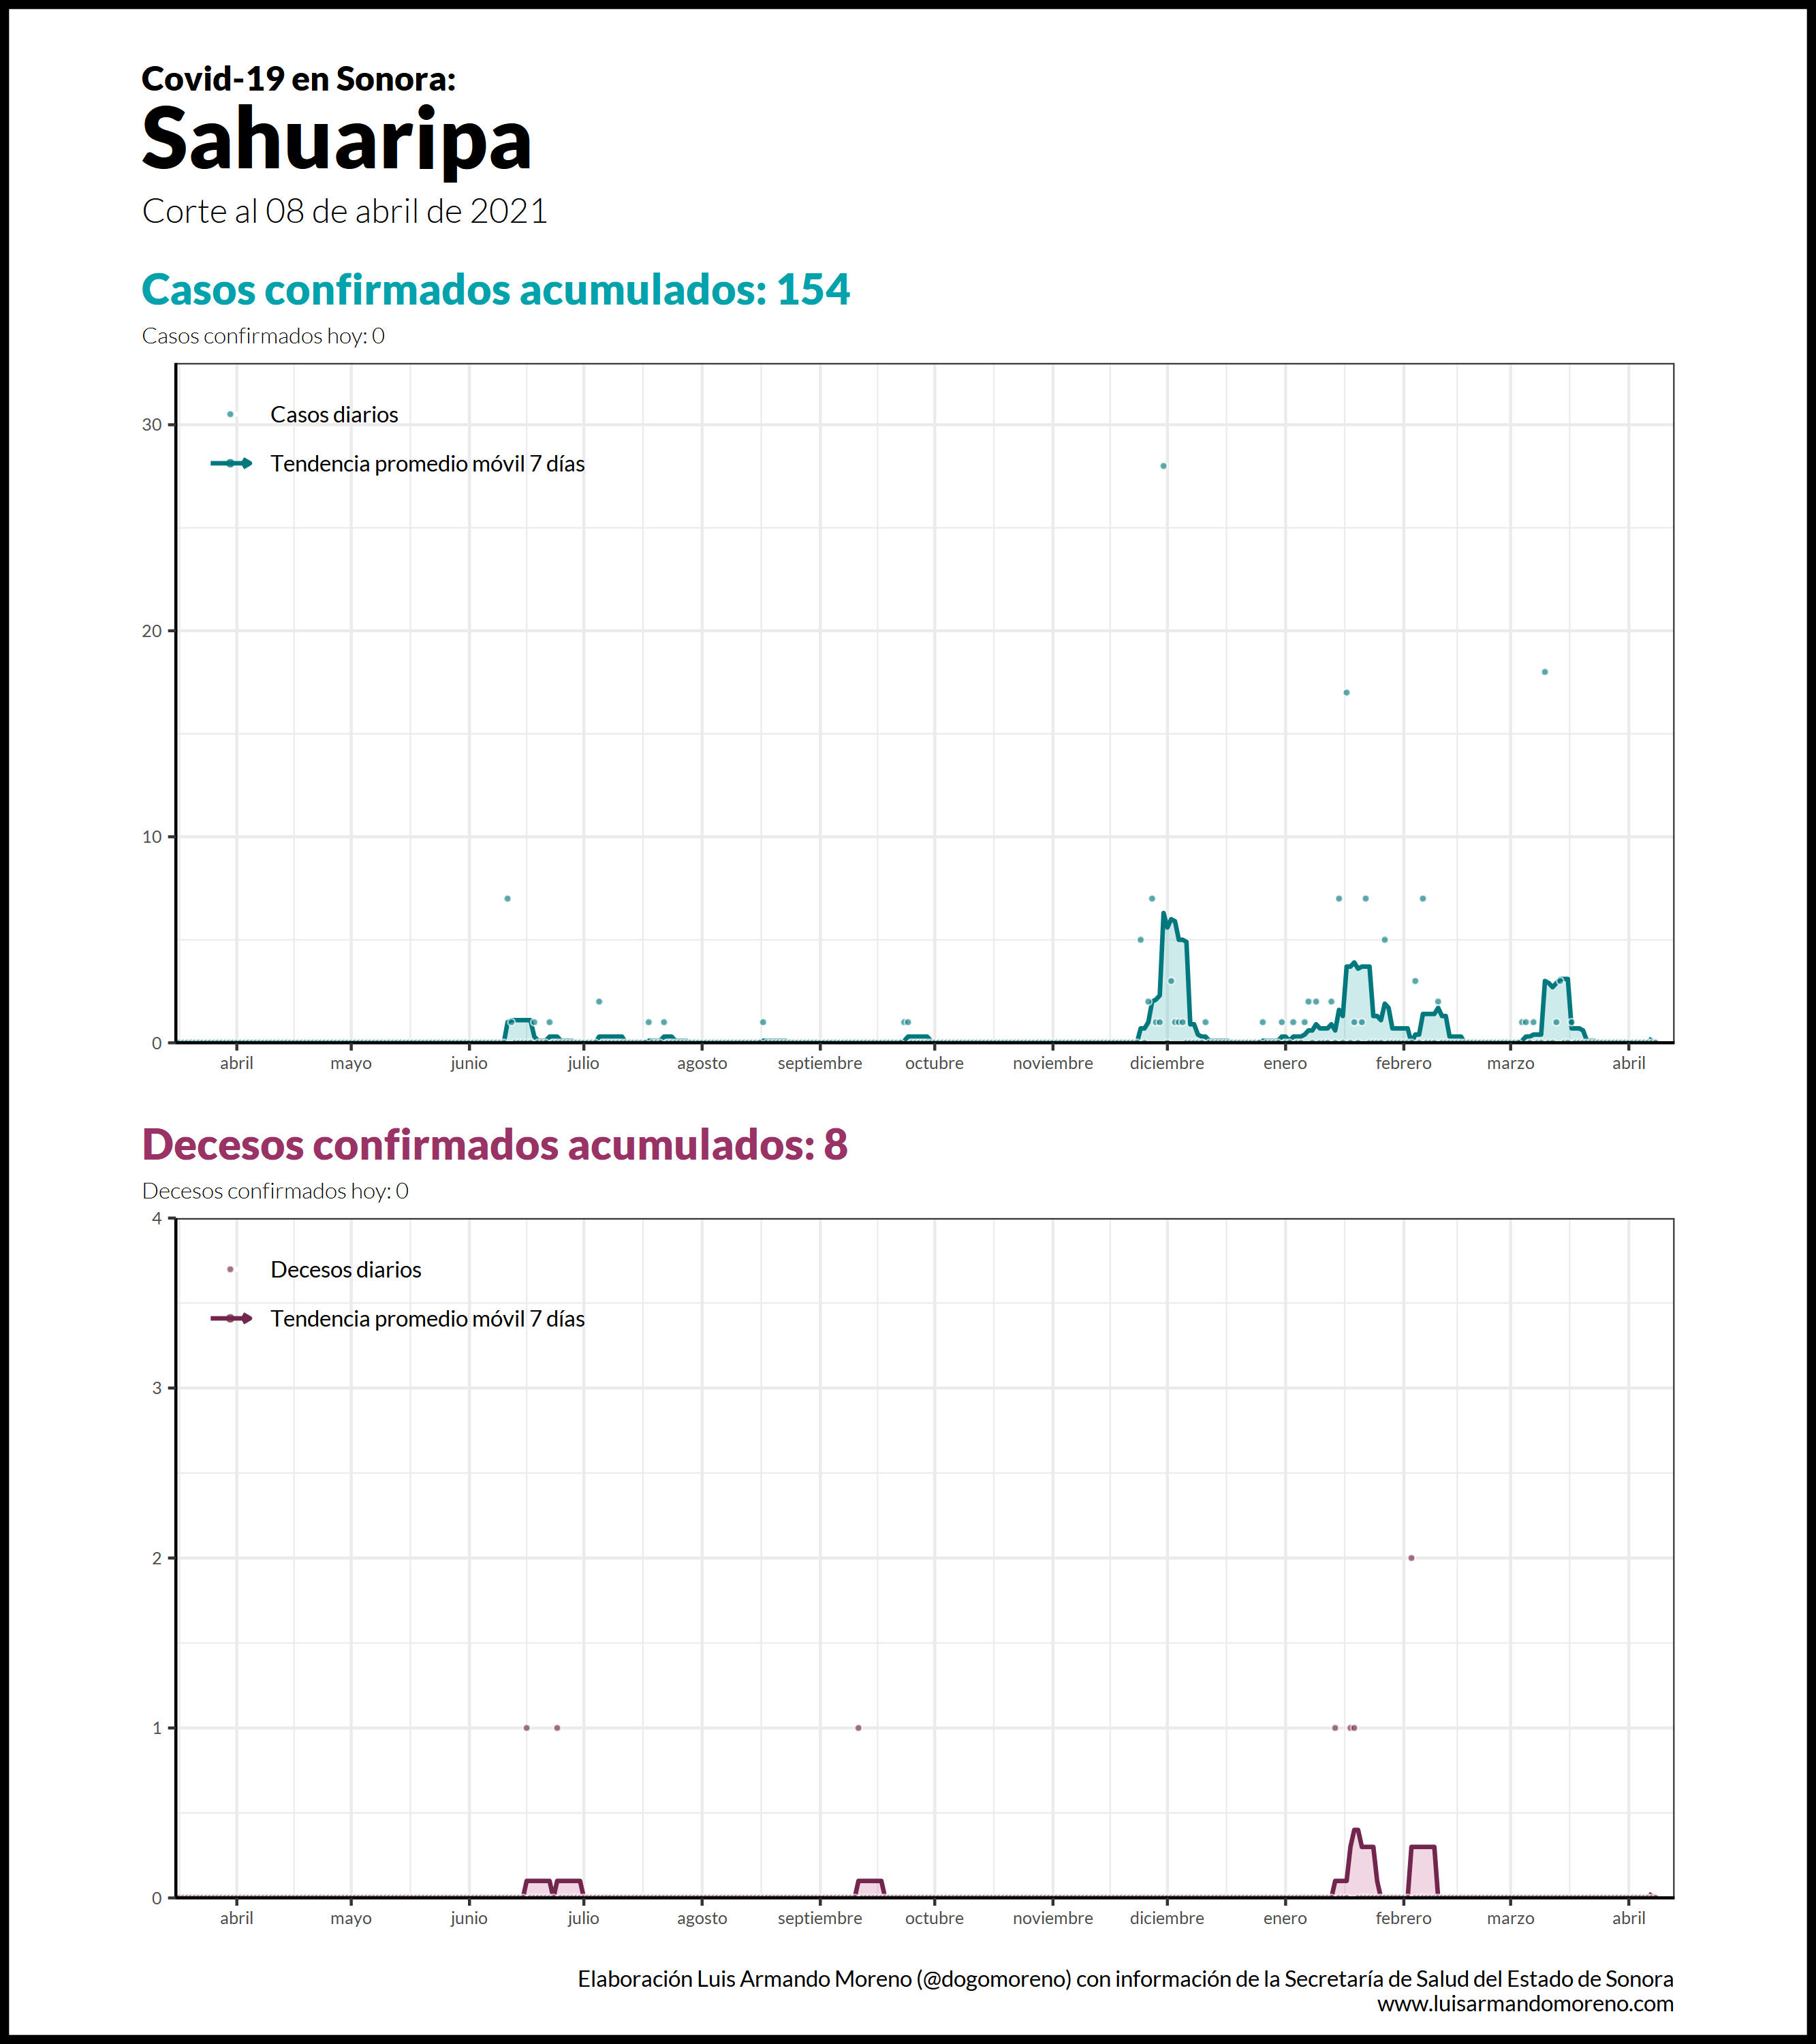 Covid-19 en Sonora:
Sahuaripa
Corte al 08 de abril de 2021
Casos confirmados acumulados: 154
Casos confirmados hoy: 0
Casos diarios
Tendencia promedio móvil 7 días
30
20
10
0
abril mayo junio julio agosto septiembre octubre noviembre diciembre enero febrero marzo abril
Decesos confirmados acumulados: 8
Decesos confirmados hoy: 0
4
Decesos diarios
Tendencia promedio móvil 7 días
3
2
1
0
abril mayo junio julio agosto septiembre octubre noviembre diciembre enero febrero marzo abril
Elaboración Luis Armando Moreno (@dogomoreno) con información de la Secretaría de Salud del Estado de Sonora
www.luisarmandomoreno.com